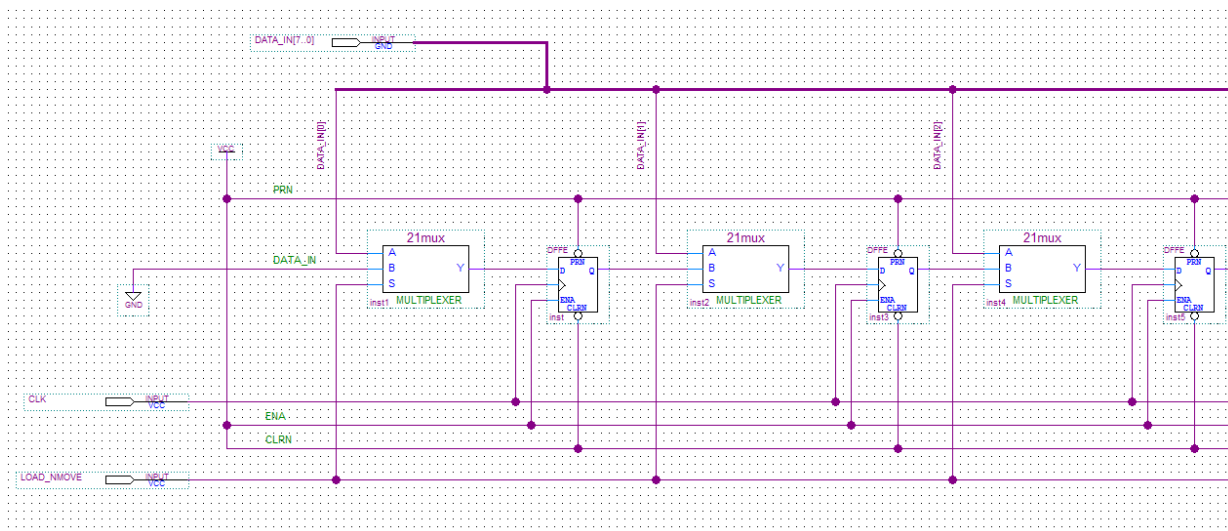 DATA_IN[7..0] INPUT
GND
DATA_IN[0]
DATA_IN[1]
DATA_IN[2]
VCC
PRN
21mux
21mux
21mux
DFFE
DFFE
DFFE
A
B
S
Y
D
PRN
Q
ENA
CLRN
A
B
S
Y
D
PRN
Q
ENA
CLRN
A
B
S
Y
D
PRN
Q
ENA
CLRN
DATA_IN
GND
inst1 MULTIPLEXER
inst
inst2 MULTIPLEXER
inst3
inst4 MULTIPLEXER
inst5
CLK INPUT
VCC
ENA
CLRN
LOAD_NMOVE INPUT
VCC